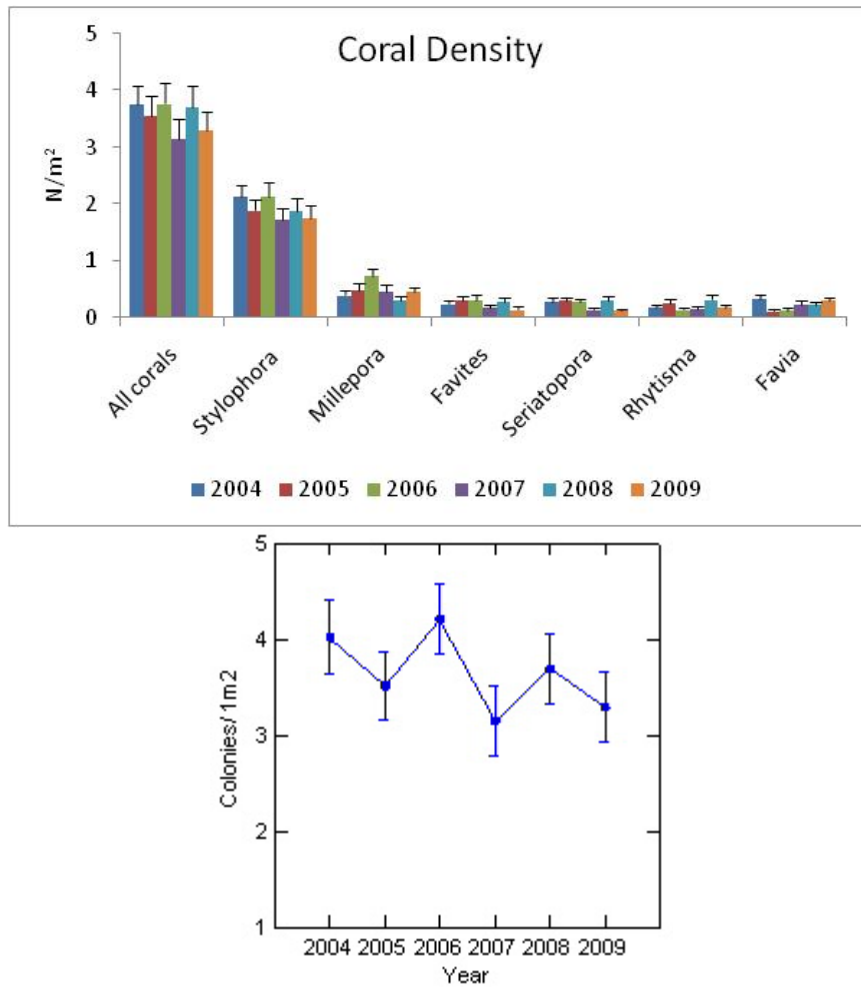 Coral Density
5
4
3
2
1
0
N/m²
All corals
Stylophora
Millepora
Favites
Seriatopora
Rhytisma
Favia
2004 2005 2006 2007 2008 2009
5
4
3
2
1
Colonies/ 1m2
2004 2005 2006 2007 2008 2009
Year